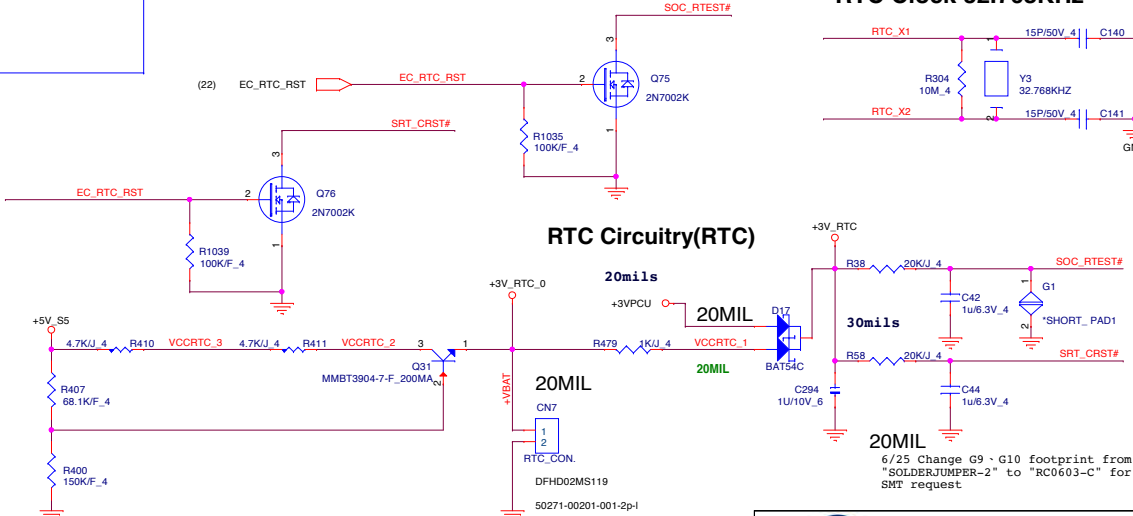 SOC_RTEST#
RTC Clock 32.768KHZ
RTC_X1
15P/50V_4
C140
(22)
EC_RTC_RST
EC_RTC_RST
3
2
1
Q75
2N7002K
R304
10M_4
1
2
Y3
32.768KHZ
RTC_X2
15P/50V_4
C141
SRT_CRST#
R1035
100K/F_4
EC_RTC_RST
3
2
1
Q76
2N7002K
R1039
100K/F_4
RTC Circuitry(RTC)
+3V_RTC
+3V_RTC_0
20mils
+3VPCU
20MIL
D17
R38
20K/J_4
SOC_RTEST#
C42
1u/6.3V_4
G1
1
2
*SHORT_ PAD1
+5V_S5
4.7K/J_4
R410
VCCRTC_3
4.7K/J_4
R411
VCCRTC_2
3
1
2
Q31
MMBT3904-7-F_200MA
R479
1K/J_4
VCCRTC_1
20MIL
BAT54C
30mils
R58
20K/J_4
SRT_CRST#
R407
68.1K/F_4
+VBAT
20MIL
CN7
1
2
RTC_CON.
DFHD02MS119
50271-00201-001-2p-l
C294
1U/10V_6
C44
1u/6.3V_4
R400
150K/F_4
20MIL
6/25 Change G9、G10 footprint from
"SOLDERJUMPER-2" to "RC0603-C" for
SMT request